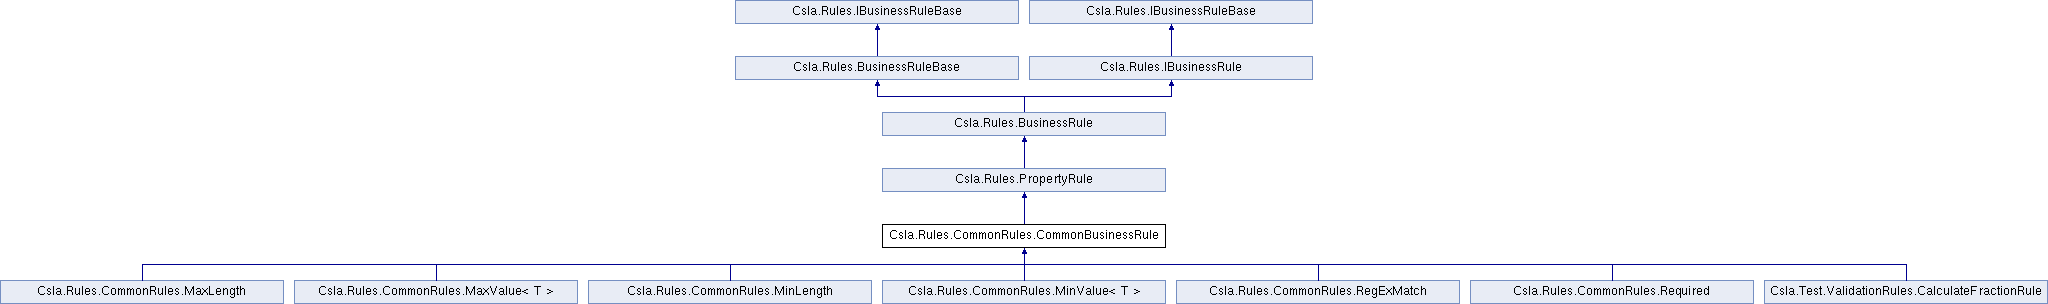 Csla.Rules.IBusinessRuleBase
Csla.Rules.IBusinessRuleBase
Csla.Rules.BusinessRuleBase
Csla.Rules.IBusinessRule
Csla.Rules.BusinessRule
Csla.Rules.PropertyRule
Csla.Rules.CommonRules.CommonBusinessRule
Csla.Rules.CommonRules.MaxLength
Csla.Rules.CommonRules.MaxValue< T >
Csla.Rules.CommonRules.MinLength
Csla.Rules.CommonRules.MinValue< T >
Csla.Rules.CommonRules.RegExMatch
Csla.Rules.CommonRules.Required
Csla.Test.ValidationRules.CalculateFractionRule